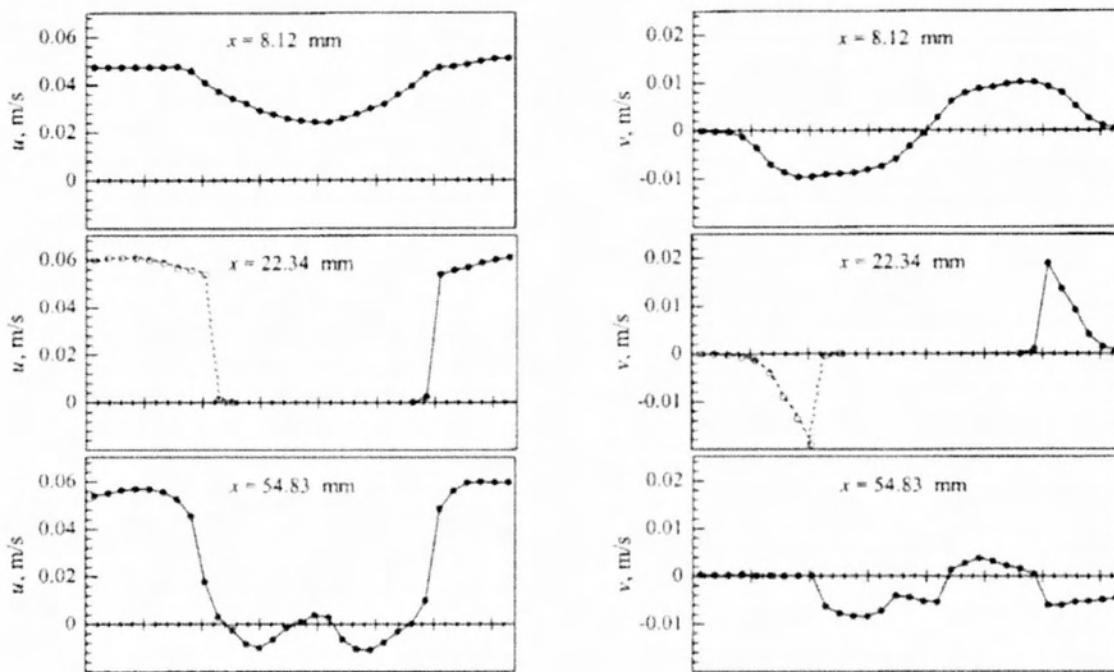 0.06
0.04
0.02
0
u, m/s
x = 8.12 mm
0.02
0.01
0
-0.01
v, m/s
x = 8.12 mm
0.06
0.04
0.02
0
u, m/s
x = 22.34 mm
0.02
0.01
0
-0.01
v, m/s
x = 22.34 mm
0.06
0.04
0.02
0
u, m/s
x = 54.83 mm
0.02
0.01
0
-0.01
v, m/s
x = 54.83 mm